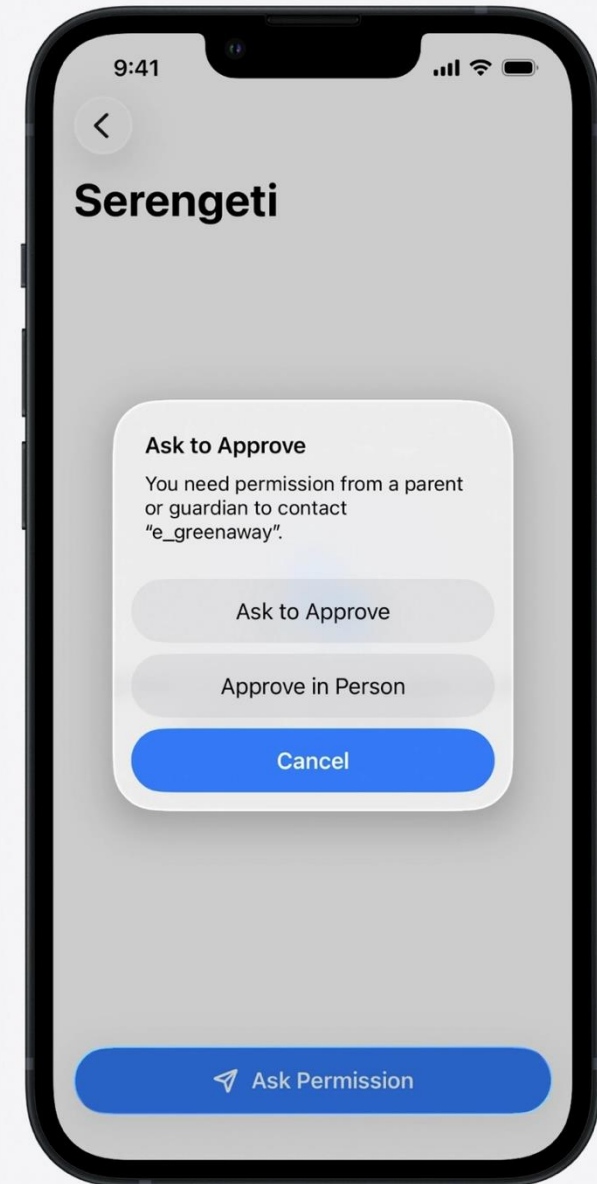 9:41
Serengeti
Ask to Approve
You need permission from a parent
or guardian to contact
“e_greenaway”.
Ask to Approve
Approve in Person
Cancel
Ask Permission